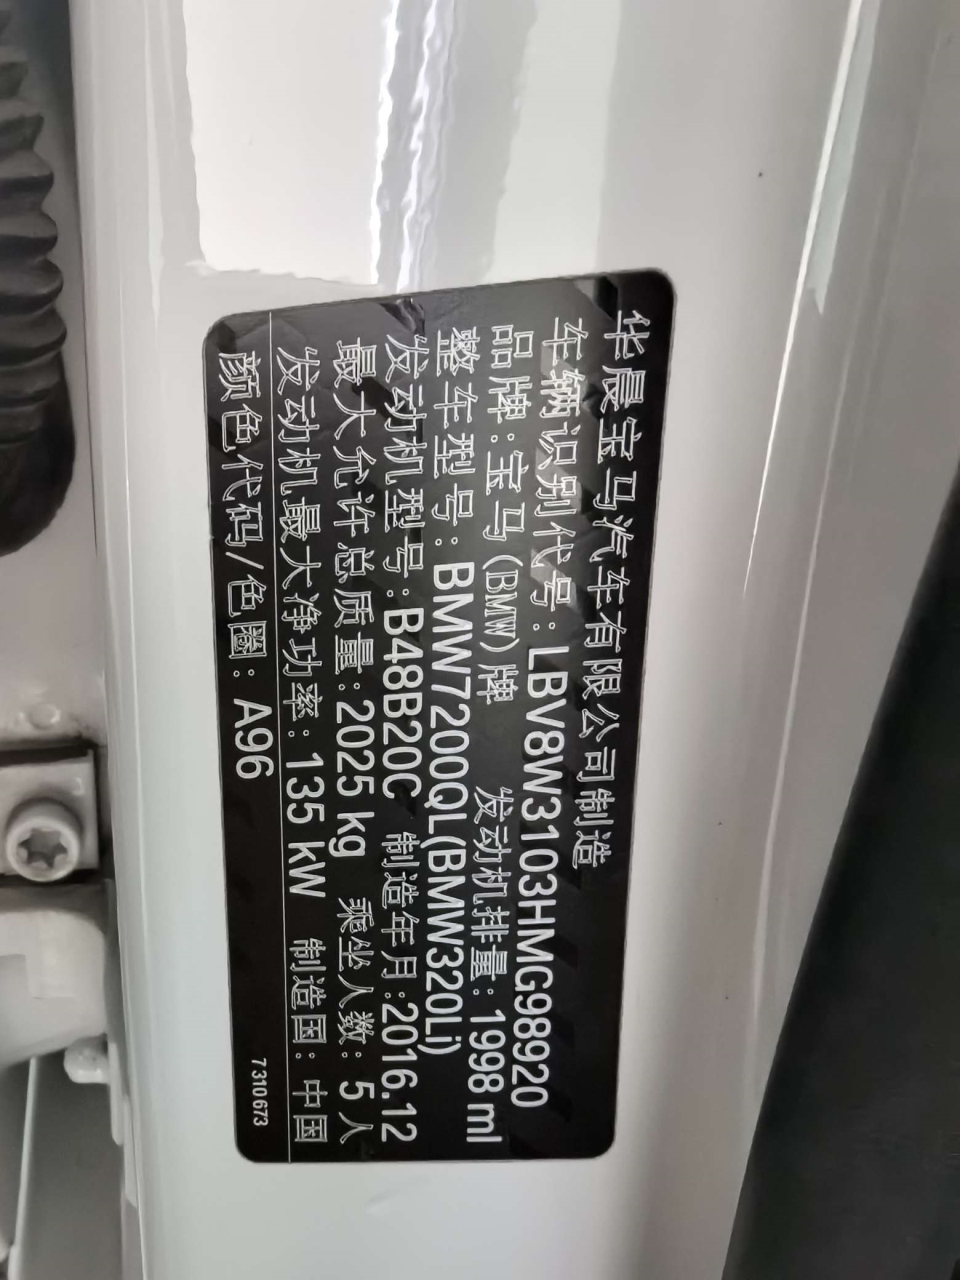 华晨宝马汽车有限公司制造
车辆识别代号: LBV8W3103HMG98920
品牌:宝马(BMW)牌 发动机排量: 1998 ml
整车型号: BMW7200QL(BMW320Li)
发动机型号:B48B20C 制造年月:2016.12
最大允许总质量:2025 kg 乘坐人数: 5 人
发动机最大净功率: 135 kW 制造国: 中国
颜色代码/色圈: A96
7 310 673